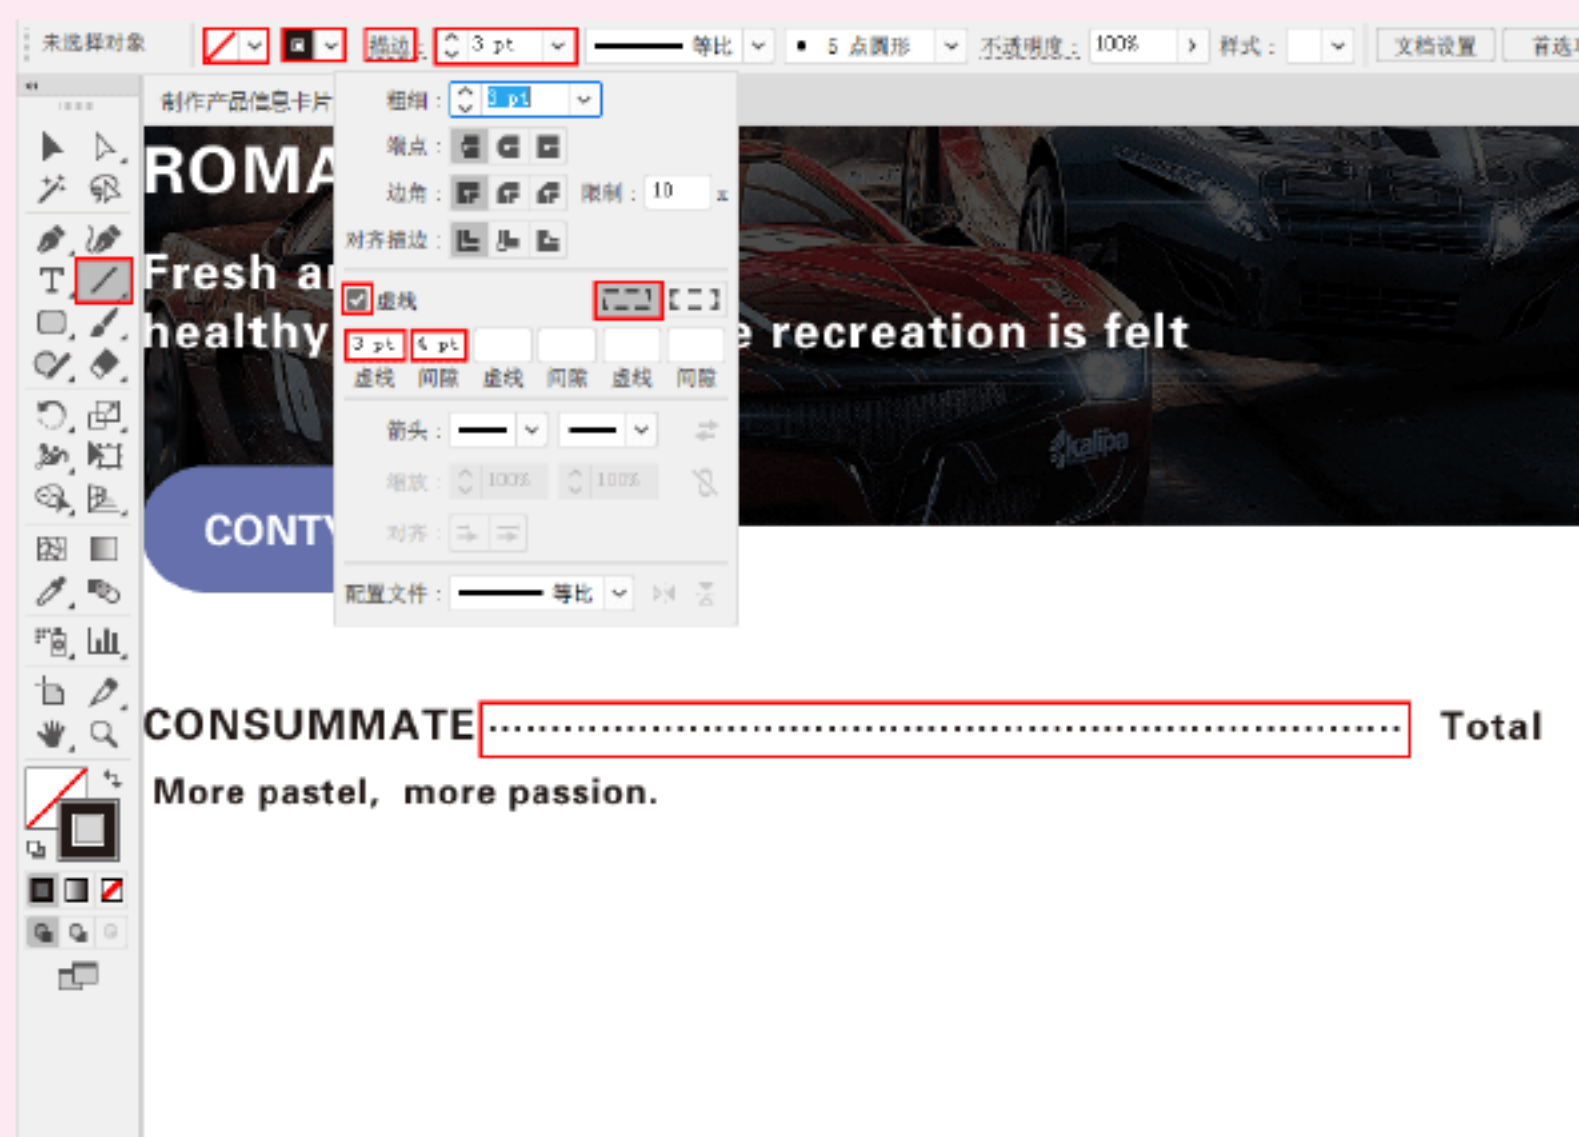 未选择对象 描边: 3 pt 等比 5 点圆形 不透明度: 100% 样式: 文档设置
制作产品信息卡片
粗细: 3 pt
端点:
边角: 限制: 10 x
对齐描边:
虚线
3 pt 4 pt
虚线 间隙 虚线 间隙 虚线 间隙
箭头:
缩放: 100% 100%
对齐:
配置文件: 等比
ROMA
Fresh
healthy e recreation is felt
kalipa
CONTY
CONSUMMATE Total
More pastel, more passion.